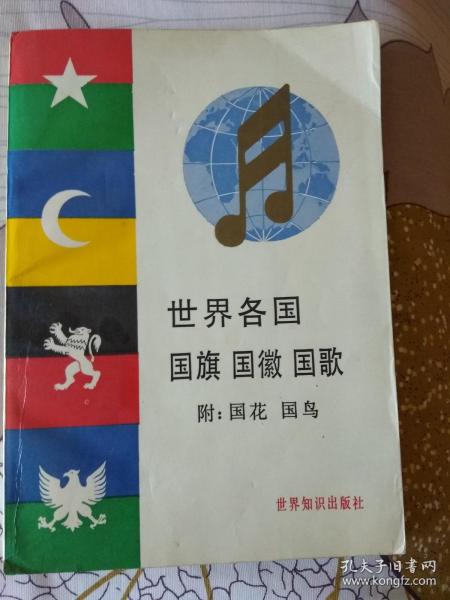 世界各国
国旗 国徽 国歌
附：国花 国鸟
世界知识出版社
孔夫子旧书网
www.kongfz.com